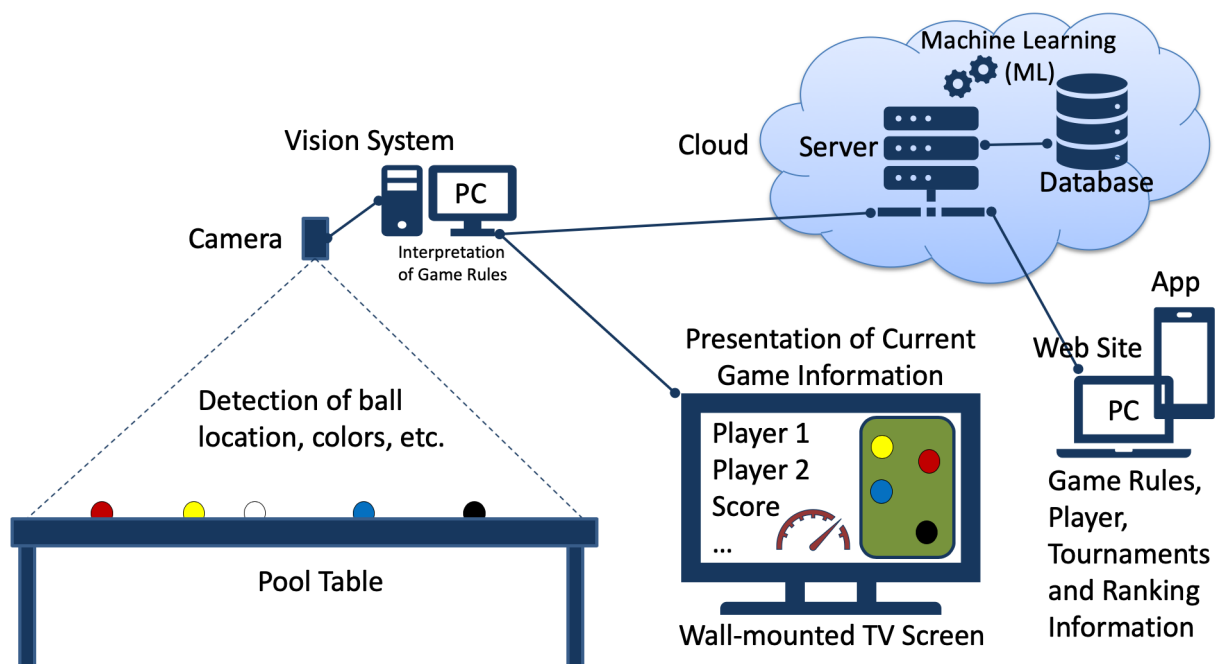 Machine Learning
(ML)
Vision System
Cloud
Server
PC
Database
Camera
Interpretation
of Game Rules
App
Presentation of Current
Game Information
Web Site
Detection of ball
location, colors, etc.
Player 1
Player 2
Score
...
PC
Game Rules,
Player,
Tournaments
and Ranking
Information
Pool Table
Wall-mounted TV Screen